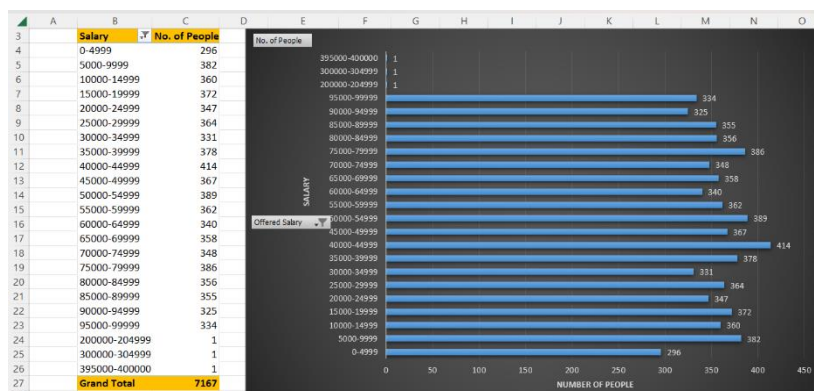 A B C D E F G H I J K L M N O
3 Salary No. of People
4 0-4999 296
5 5000-9999 382
6 10000-14999 360
7 15000-19999 372
8 20000-24999 347
9 25000-29999 364
10 30000-34999 331
11 35000-39999 378
12 40000-44999 414
13 45000-49999 367
14 50000-54999 389
15 55000-59999 362
16 60000-64999 340
17 65000-69999 358
18 70000-74999 348
19 75000-79999 386
20 80000-84999 356
21 85000-89999 355
22 90000-94999 325
23 95000-99999 334
24 200000-204999 1
25 300000-304999 1
26 395000-400000 1
27 Grand Total 7167
No. of People
395000-400000 1
300000-304999 1
200000-204999 1
95000-99999 334
90000-94999 325
85000-89999 355
80000-84999 356
75000-79999 386
70000-74999 348
65000-69999 358
60000-64999 340
55000-59999 362
50000-54999 389
45000-49999 367
40000-44999 414
35000-39999 378
30000-34999 331
25000-29999 364
20000-24999 347
15000-19999 372
10000-14999 360
5000-9999 382
0-4999 296
SALARY
Offered Salary
0 50 100 150 200 250 300 350 400 450
NUMBER OF PEOPLE